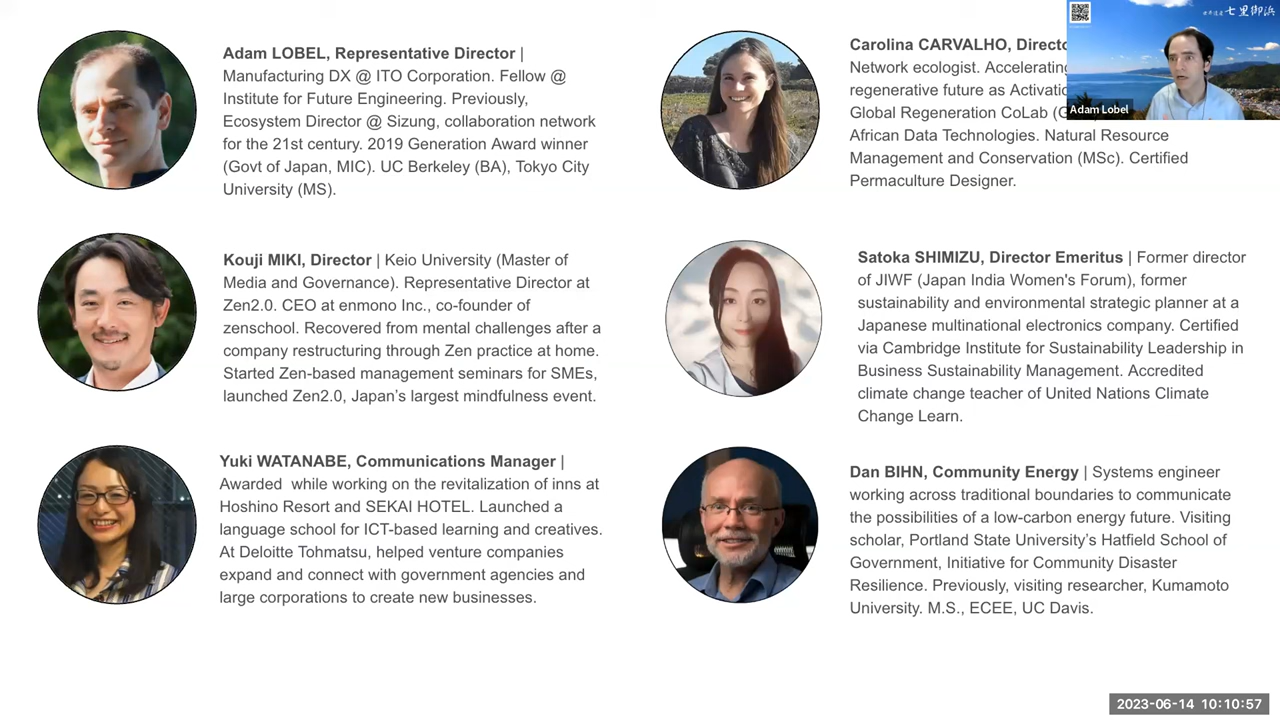 Adam LOBEL, Representative Director |
Manufacturing DX @ ITO Corporation. Fellow @
Institute for Future Engineering. Previously,
Ecosystem Director @ Sizung, collaboration network
for the 21st century. 2019 Generation Award winner
(Govt of Japan, MIC). UC Berkeley (BA), Tokyo City
University (MS).
Kouji MIKI, Director | Keio University (Master of
Media and Governance). Representative Director at
Zen2.0. CEO at enmono Inc., co-founder of
zenschool. Recovered from mental challenges after a
company restructuring through Zen practice at home.
Started Zen-based management seminars for SMEs,
launched Zen2.0, Japan's largest mindfulness event.
Yuki WATANABE, Communications Manager |
Awarded  while working on the revitalization of inns at
Hoshino Resort and SEKAI HOTEL. Launched a
language school for ICT-based learning and creatives.
At Deloitte Tohmatsu, helped venture companies
expand and connect with government agencies and
large corporations to create new businesses.
Carolina CARVALHO,
Network ecologist. Accelerating
regenerative future as
Global Regeneration CoLab
African Data Technologies. Natural Resource
Management and Conservation (MSc). Certified
Permaculture Designer.
Satoka SHIMIZU, Director Emeritus | Former director
of JIWF (Japan India Women's Forum), former
sustainability and environmental strategic planner at a
Japanese multinational electronics company. Certified
via Cambridge Institute for Sustainability Leadership in
Business Sustainability Management. Accredited
climate change teacher of United Nations Climate
Change Learn.
Dan BIHN, Community Energy | Systems engineer
working across traditional boundaries to communicate
the possibilities of a low-carbon energy future. Visiting
scholar, Portland State University's Hatfield School of
Government, Initiative for Community Disaster
Resilience. Previously, visiting researcher, Kumamoto
University. M.S., ECEE, UC Davis.
七里御浜
Adam Lobel
2023-06-14 10:10:57